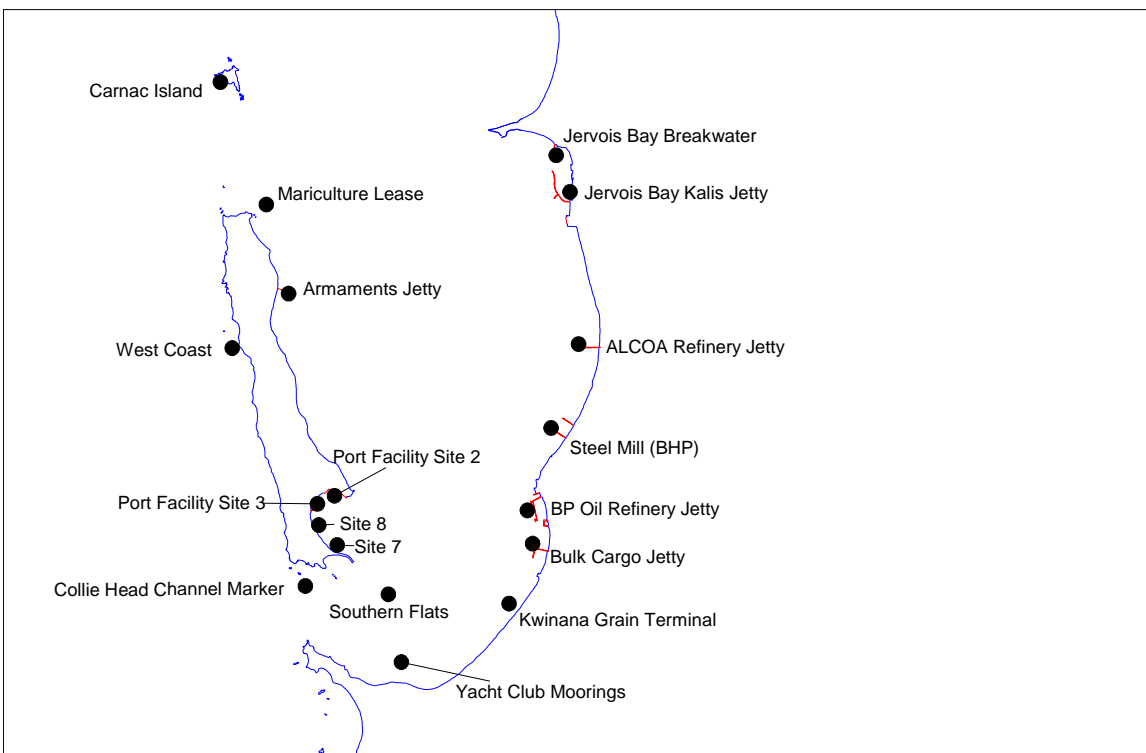 Carnac Island
Jervois Bay Breakwater
Mariculture Lease
Jervois Bay Kalis Jetty
Armaments Jetty
West Coast
ALCOA Refinery Jetty
Steel Mill (BHP)
Port Facility Site 2
Port Facility Site 3
BP Oil Refinery Jetty
Site 8
Site 7
Bulk Cargo Jetty
Collie Head Channel Marker
Southern Flats
Kwinana Grain Terminal
Yacht Club Moorings